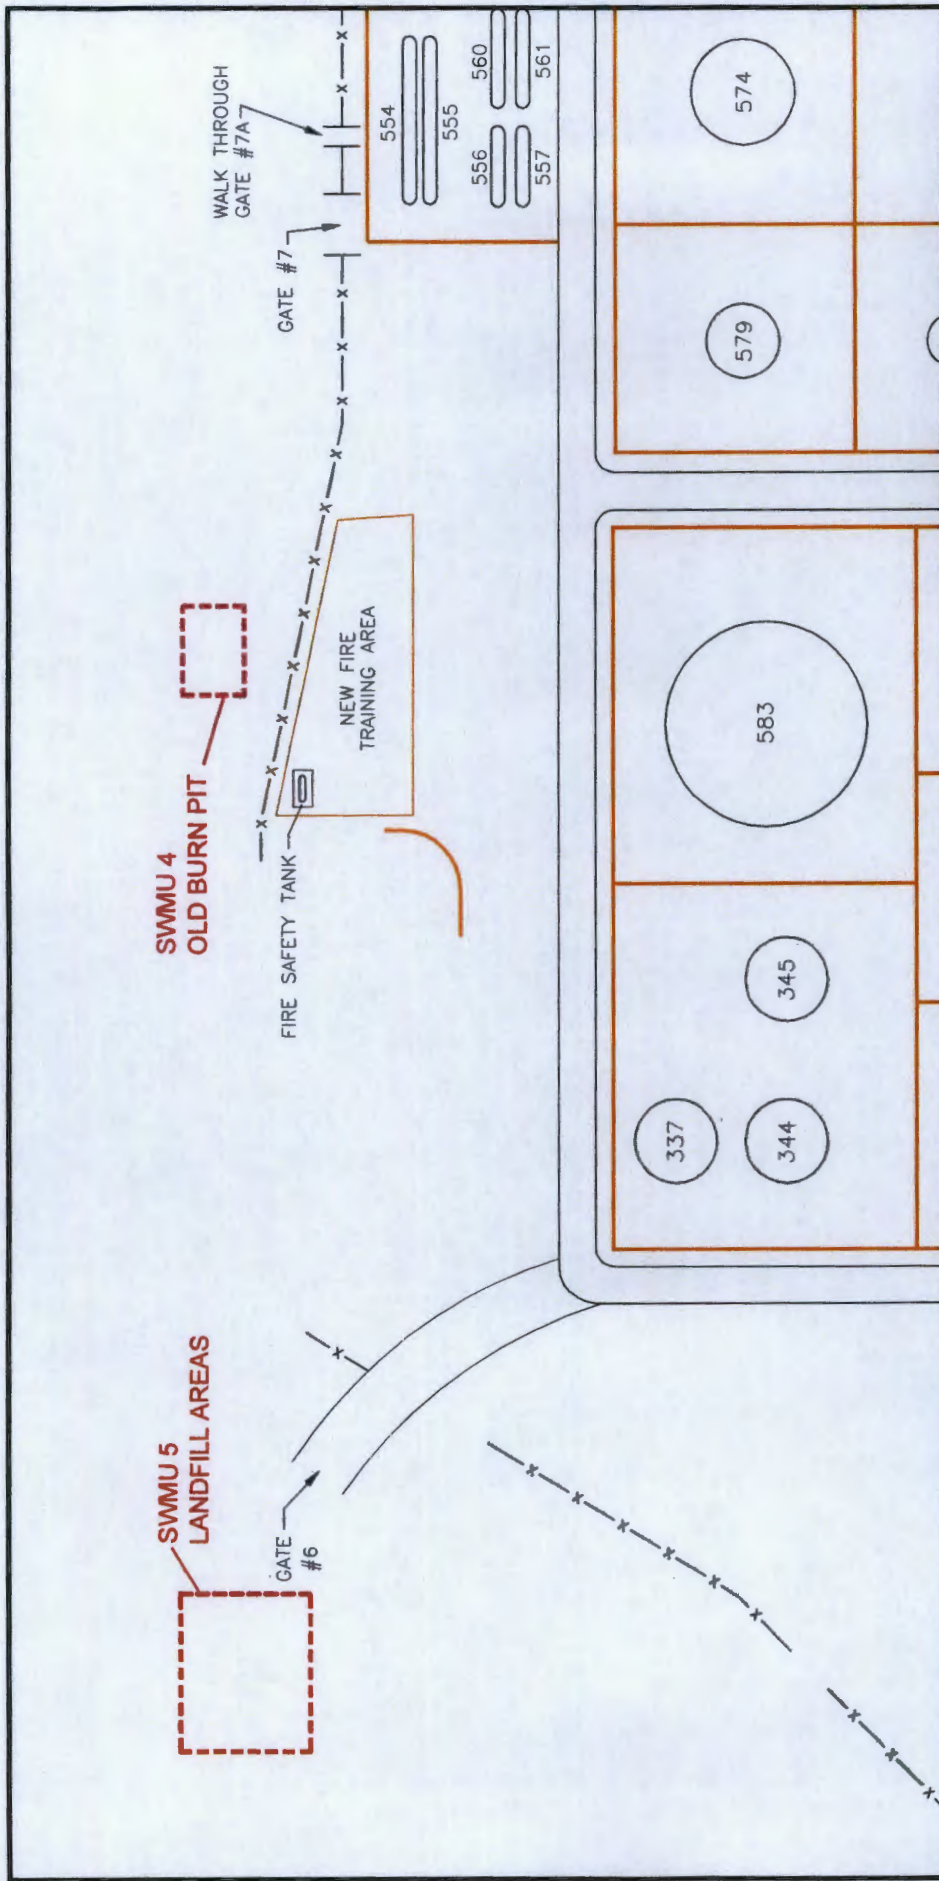 SWMU 5
LANDFILL AREAS
GATE
#6
SWMU 4
OLD BURN PIT
FIRE SAFETY TANK
NEW FIRE
TRAINING AREA
GATE #7
WALK THROUGH
GATE #7A
554
555
556
560
557
561
337
344
345
583
579
574